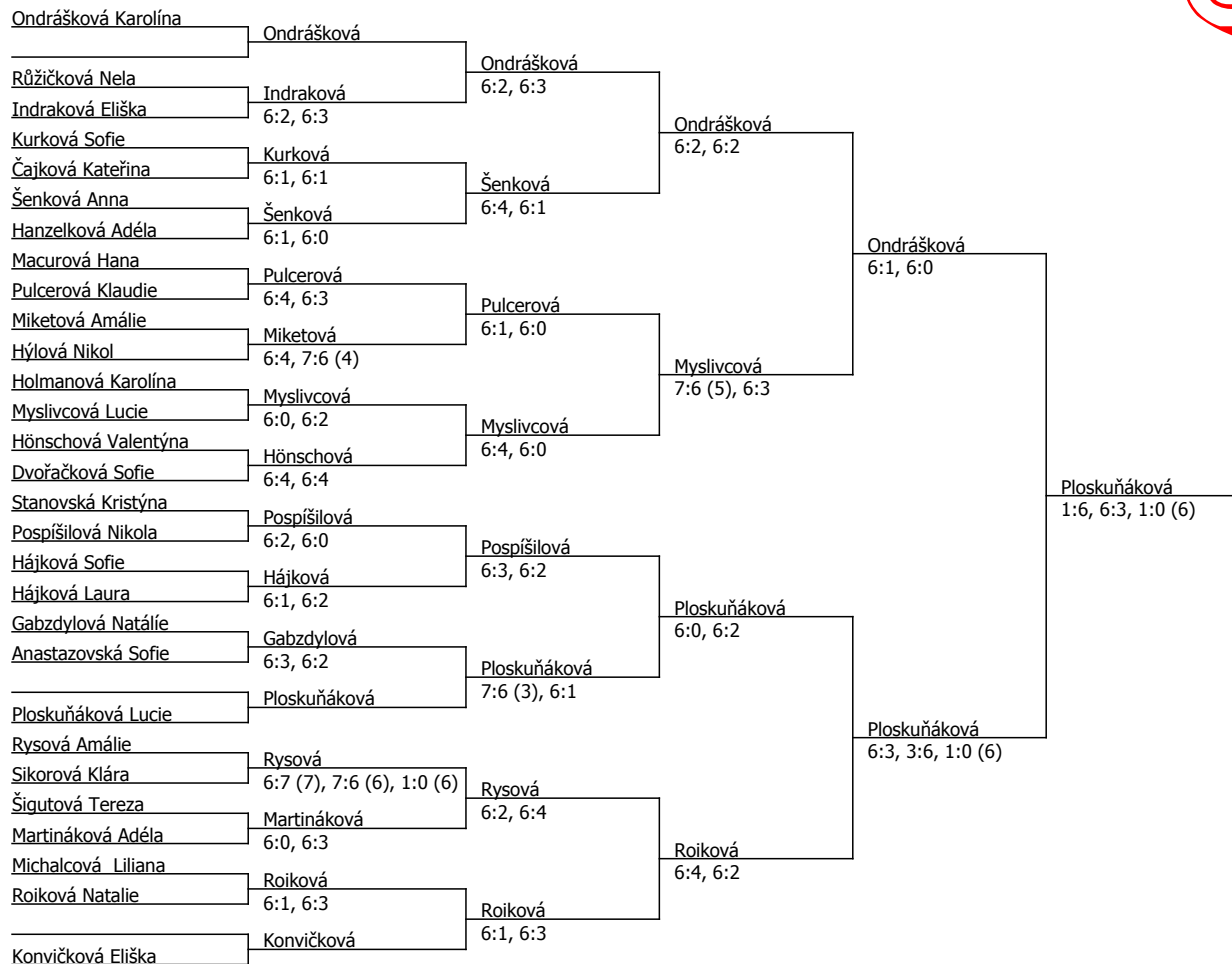 Ondrášková Karolína
Růžičková Nela
Indraková Eliška
Kurková Sofie
Čajková Kateřina
Šenková Anna
Hanzelková Adéla
Macurová Hana
Pulcerová Klaudie
Miketová Amálie
Hýlová Nikol
Holmanová Karolína
Myslivcová Lucie
Hönschová Valentýna
Dvořačková Sofie
Stanovská Kristýna
Pospíšilová Nikola
Hájková Sofie
Hájková Laura
Gabzdylová Natálíe
Anastazovská Sofie
Ploskuňáková Lucie
Rysová Amálie
Sikorová Klára
Šigutová Tereza
Martináková Adéla
Michalcová  Liliana
Roiková Natalie
Konvičková Eliška
Ondrášková
Indraková
6:2, 6:3
Kurková
6:1, 6:1
Šenková
6:1, 6:0
Pulcerová
6:4, 6:3
Miketová
6:4, 7:6 (4)
Myslivcová
6:0, 6:2
Hönschová
6:4, 6:4
Pospíšilová
6:2, 6:0
Hájková
6:1, 6:2
Gabzdylová
6:3, 6:2
Ploskuňáková
Rysová
6:7 (7), 7:6 (6), 1:0 (6)
Martináková
6:0, 6:3
Roiková
6:1, 6:3
Konvičková
Ondrášková
6:2, 6:3
Šenková
6:4, 6:1
Pulcerová
6:1, 6:0
Myslivcová
6:4, 6:0
Pospíšilová
6:3, 6:2
Ploskuňáková
7:6 (3), 6:1
Rysová
6:2, 6:4
Roiková
6:1, 6:3
Ondrášková
6:2, 6:2
Myslivcová
7:6 (5), 6:3
Ploskuňáková
6:0, 6:2
Roiková
6:4, 6:2
Ondrášková
6:1, 6:0
Ploskuňáková
6:3, 3:6, 1:0 (6)
Ploskuňáková
1:6, 6:3, 1:0 (6)